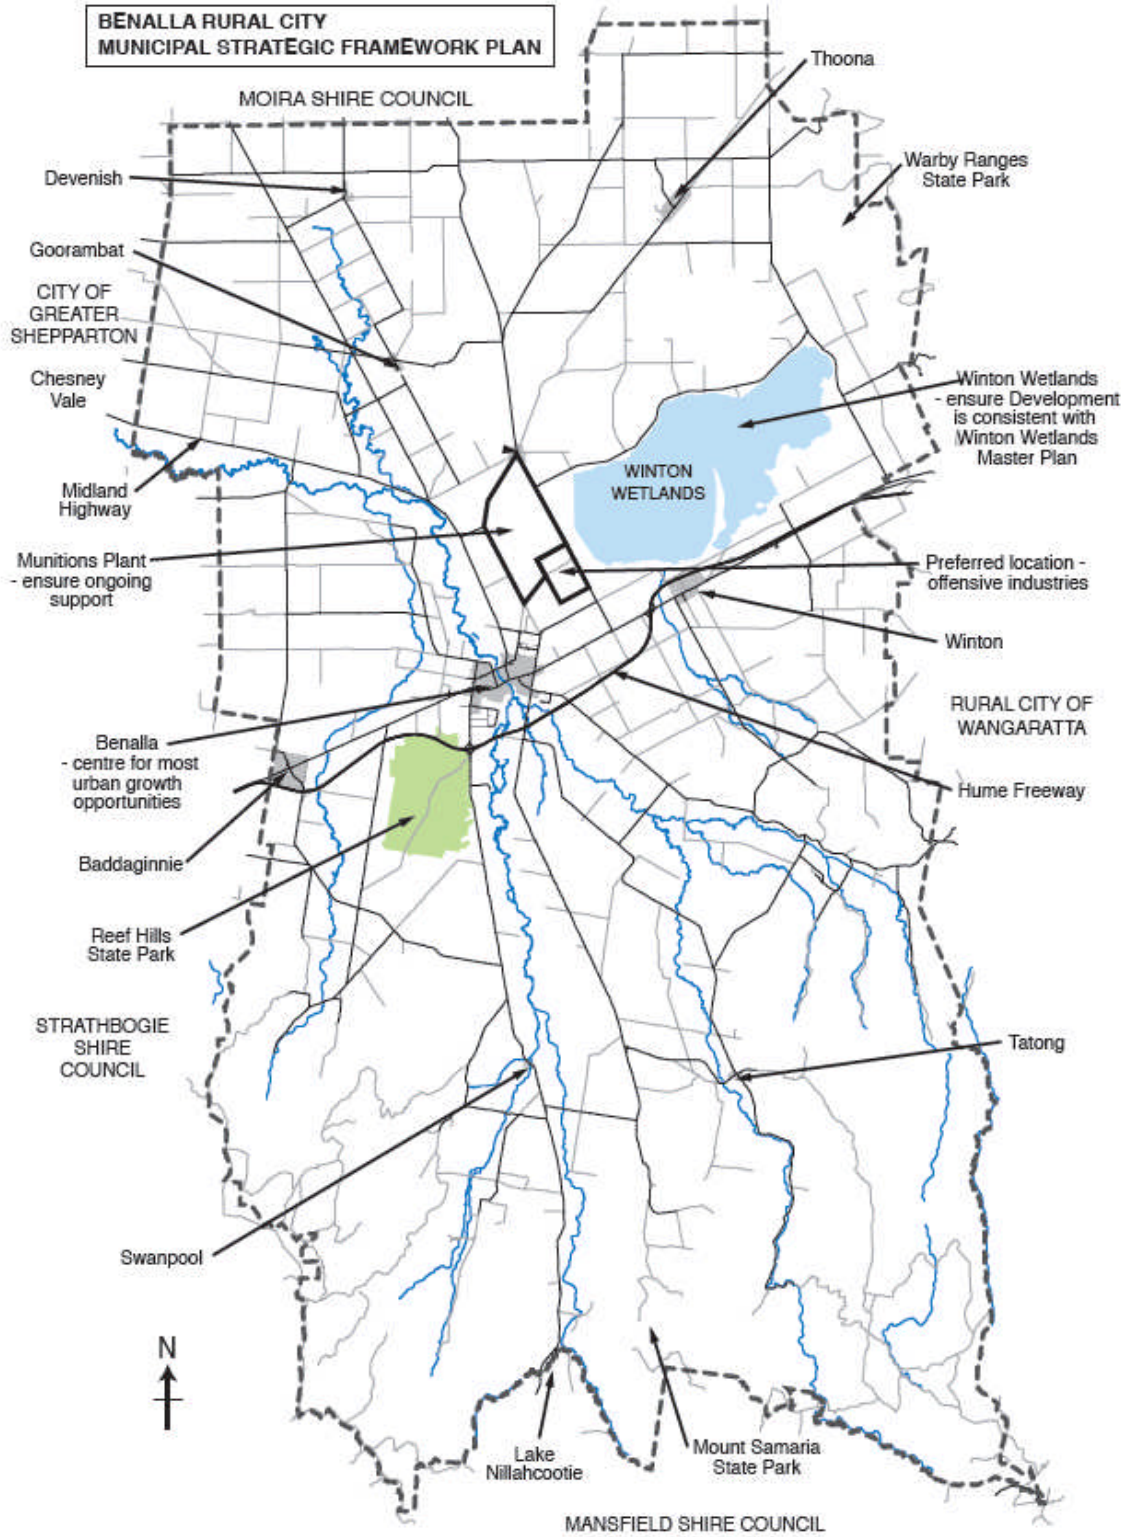 BENALLA RURAL CITY
MUNICIPAL STRATEGIC FRAMEWORK PLAN
Thoona
MOIRA SHIRE COUNCIL
Warby Ranges
State Park
Devenish
Goorambat
CITY OF
GREATER
SHEPPARTON
Chesney
Vale
Winton Wetlands
- ensure Development
is consistent with
Winton Wetlands
Master Plan
WINTON
WETLANDS
Midland
Highway
Munitions Plant
- ensure ongoing
support
Preferred location -
offensive industries
Winton
RURAL CITY OF
WANGARATTA
Benalla
- centre for most
urban growth
opportunities
Hume Freeway
Baddaginnie
Reef Hills
State Park
STRATHBOGIE
SHIRE
COUNCIL
Tatong
Swanpool
N
Lake
Nillahcootie
Mount Samaria
State Park
MANSFIELD SHIRE COUNCIL